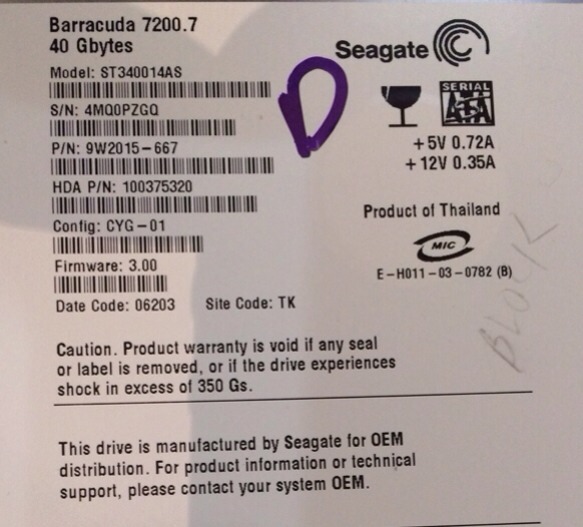 Barracuda 7200.7
40 Gbytes
Seagate
Model: ST340014AS
S/N: 4MQ0PZGQ
SERIAL
ATA
P/N: 9W2015-667
+5V 0.72A
+12V 0.35A
HDA P/N: 100375320
Product of Thailand
Config: CYG-01
MIC
Firmware: 3.00
E-H011-03-0782 (B)
Date Code: 06203 Site Code: TK
Caution. Product warranty is void if any seal
or label is removed, or if the drive experiences
shock in excess of 350 Gs.
This drive is manufactured by Seagate for OEM
distribution. For product information or technical
support, please contact your system OEM.